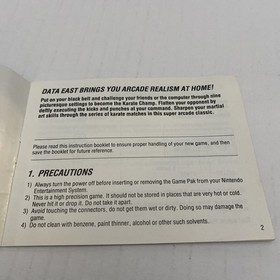 DATA EAST BRINGS YOU ARCADE REALISM AT HOME!
Put on your black belt and challenge your friends or the computer through nine
picturesque settings to become the Karate Champ. Flatten your opponent by
deftly executing the kicks and punches at your command. Sharpen your martial
art skills through the series of karate matches in this super arcade classic.
Please read this instruction booklet to ensure proper handling of your new game, and then
save the booklet for future reference.
1. PRECAUTIONS
1) Always turn the power off before inserting or removing the Game Pak from your Nintendo
Entertainment System.
2) This is a high precision game. It should not be stored in places that are very hot or cold.
Never hit it or drop it. Do not take it apart.
3) Avoid touching the connectors, do not get them wet or dirty. Doing so may damage the
game.
4) Do not clean with benzene, paint thinner, alcohol or other such solvents.
2